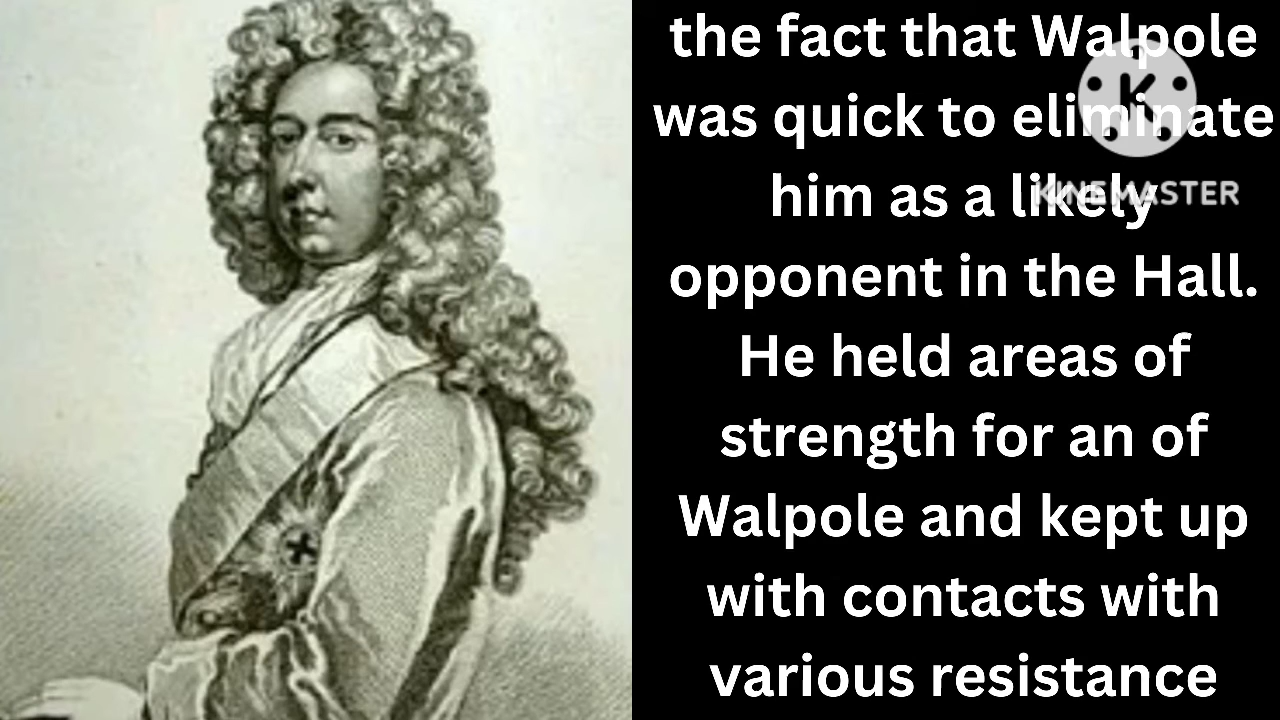 the fact that Walpole
was quick to eliminate
him as a likely
opponent in the Hall.
He held areas of
strength for an of
Walpole and kept up
with contacts with
various resistance
K
KINEMASTER